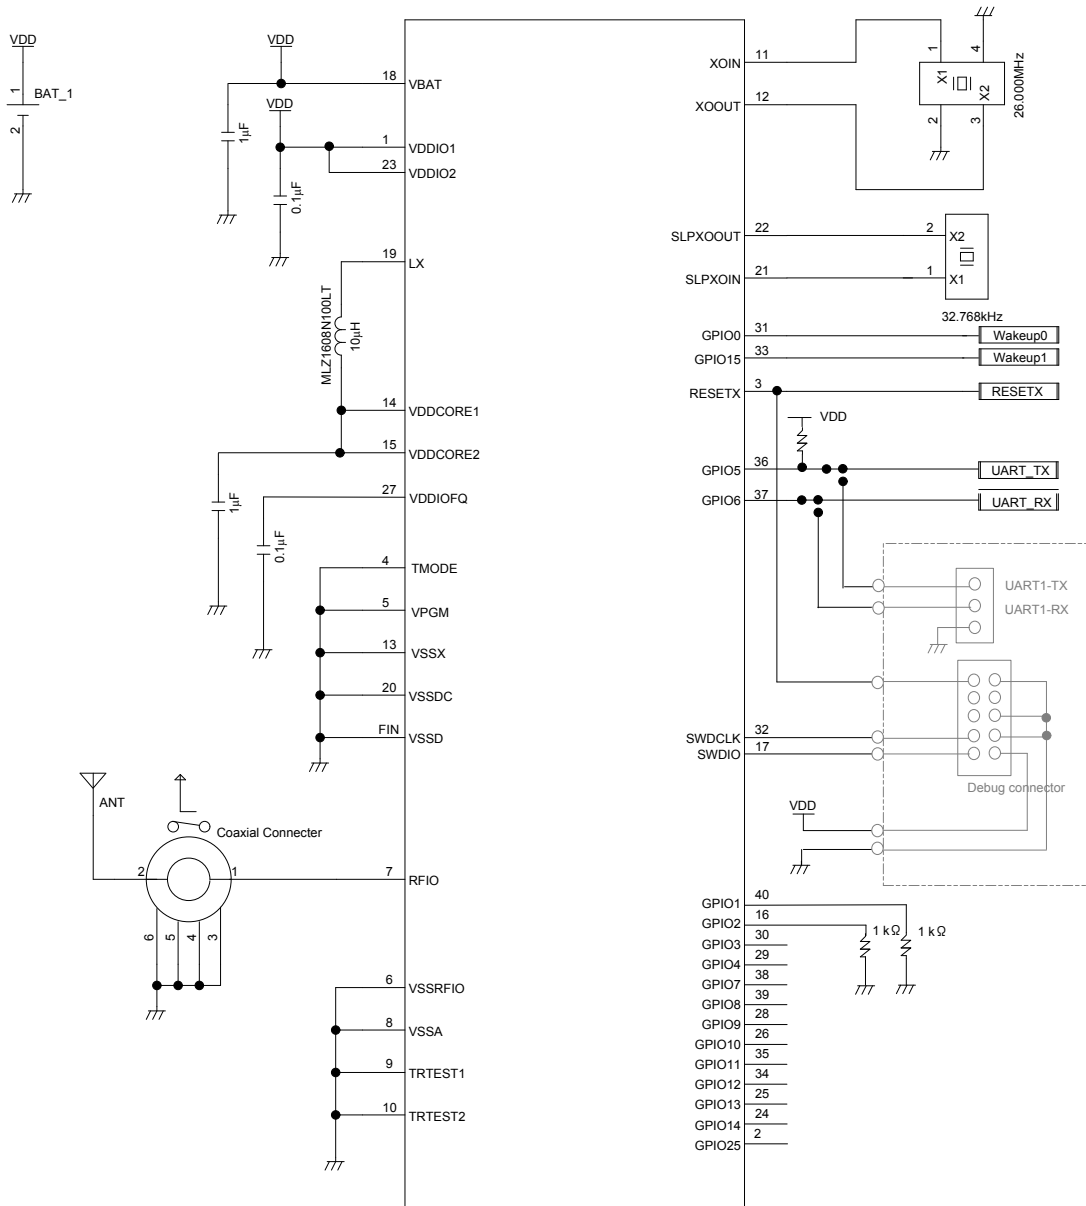 VDD
1
BAT_1
2
VDD
18
VBAT
1µF
VDD
1
VDDIO1
23
VDDIO2
0.1µF
19
LX
MLZ1608N100LT
10µH
14
VDDCORE1
15
VDDCORE2
1µF
27
VDDIOFQ
0.1µF
4
TMODE
5
VPGM
13
VSSX
20
VSSDC
FIN
VSSD
ANT
Coaxial Connecter
2
1
7
RFIO
6
5
4
3
6
VSSRFIO
8
VSSA
9
TRTEST1
10
TRTEST2
XOIN
11
XOOUT
12
1
4
X1
X2
2
3
26.000MHz
SLPXOOUT
22
2
X2
SLPXOIN
21
1
X1
32.768kHz
GPIO0
31
Wakeup0
GPIO15
33
Wakeup1
RESETX
3
RESETX
VDD
GPIO5
36
UART_TX
GPIO6
37
UART_RX
UART1-TX
UART1-RX
SWDCLK
32
SWDIO
17
Debug connector
VDD
GPIO1
40
GPIO2
16
1 kΩ
1 kΩ
GPIO3
30
GPIO4
29
GPIO7
38
GPIO8
39
GPIO9
28
GPIO10
26
GPIO11
35
GPIO12
34
GPIO13
25
GPIO14
24
GPIO25
2